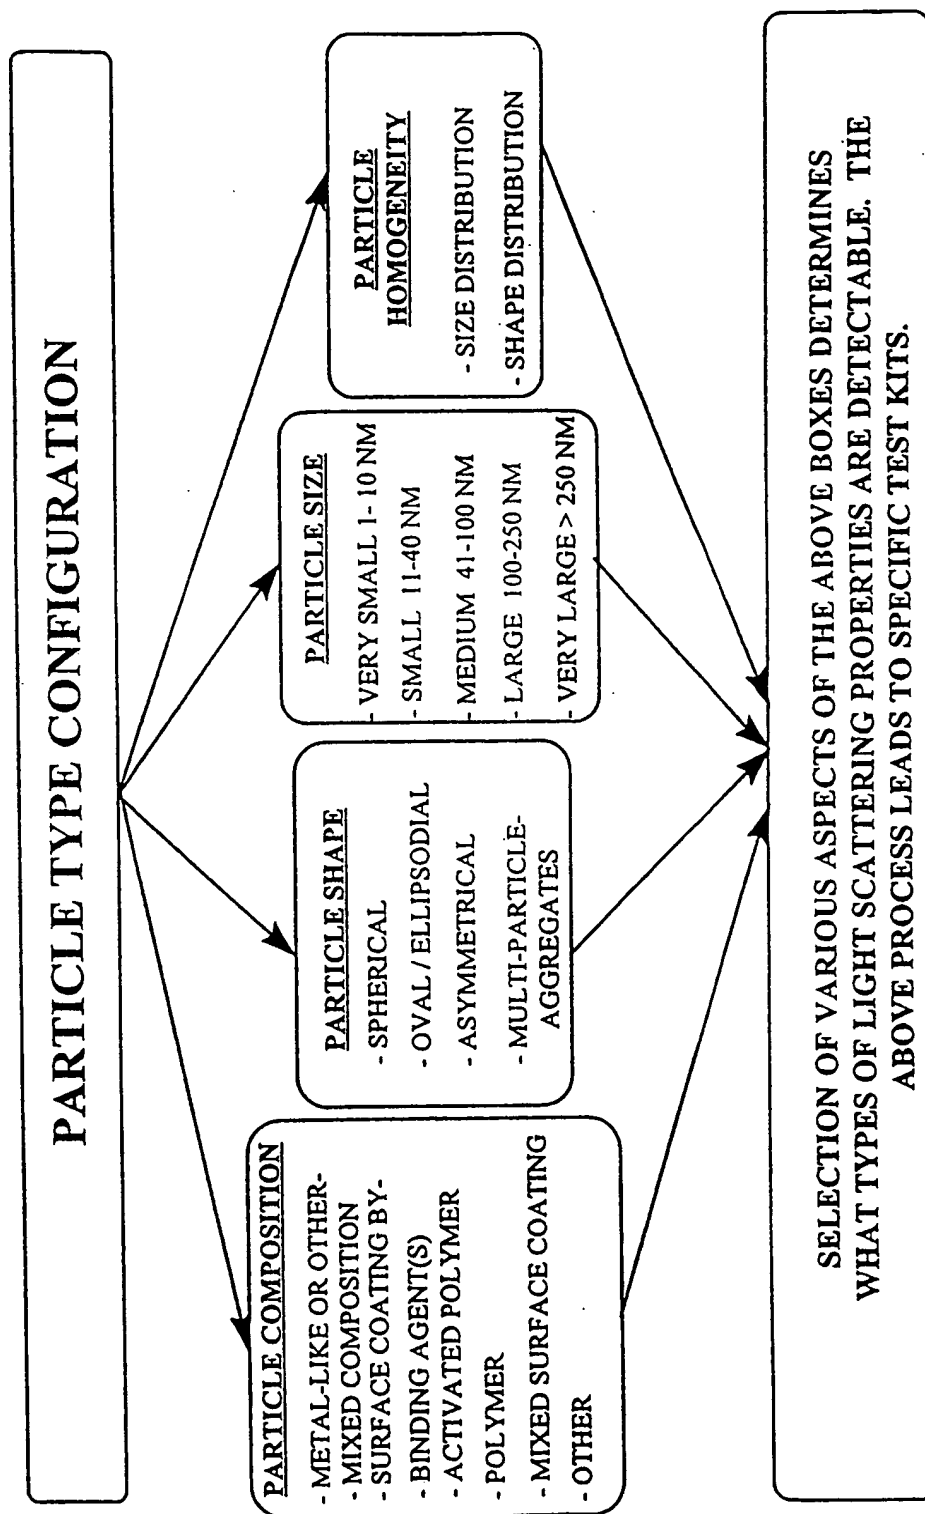 PARTICLE TYPE CONFIGURATION
PARTICLE COMPOSITION
- METAL-LIKE OR OTHER-
- MIXED COMPOSITION
- SURFACE COATING BY-
- BINDING AGENT(S)
- ACTIVATED POLYMER
- POLYMER
- MIXED SURFACE COATING
- OTHER
PARTICLE SHAPE
- SPHERICAL
- OVAL / ELLIPSODIAL
- ASYMMETRICAL
- MULTI-PARTICLE-
AGGREGATES
PARTICLE SIZE
- VERY SMALL 1- 10 NM
- SMALL 11-40 NM
- MEDIUM 41-100 NM
- LARGE 100-250 NM
- VERY LARGE > 250 NM
PARTICLE
HOMOGENEITY
- SIZE DISTRIBUTION
- SHAPE DISTRIBUTION
SELECTION OF VARIOUS ASPECTS OF THE ABOVE BOXES DETERMINES
WHAT TYPES OF LIGHT SCATTERING PROPERTIES ARE DETECTABLE. THE
ABOVE PROCESS LEADS TO SPECIFIC TEST KITS.